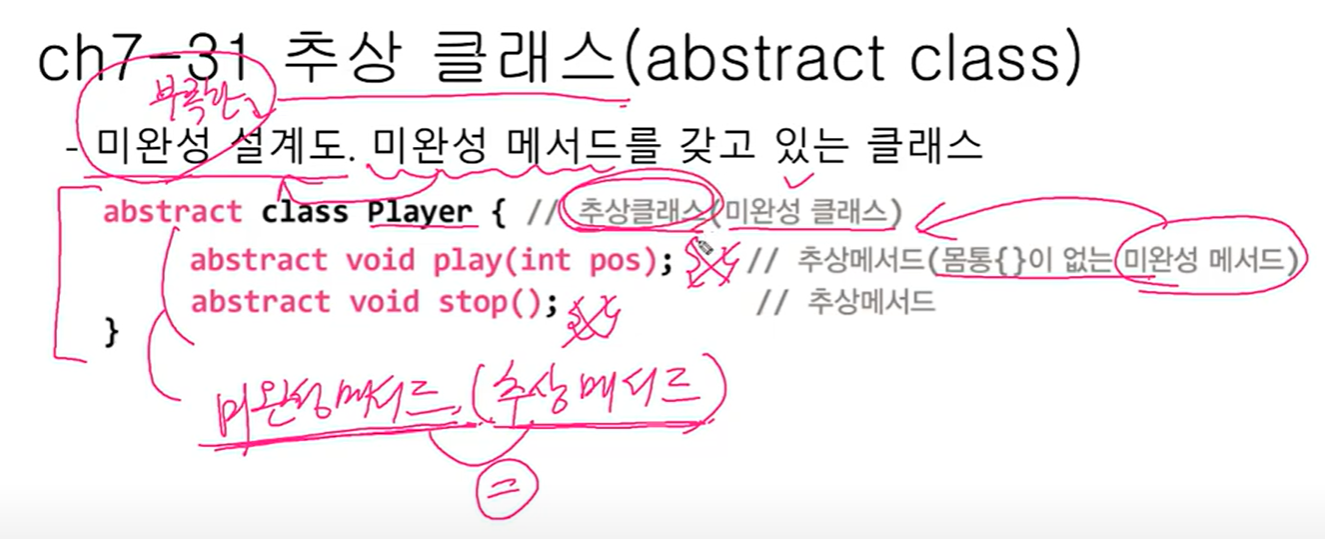 ch7-31 추상 클래스(abstract class)
- 미완성 설계도. 미완성 메서드를 갖고 있는 클래스
abstract class Player { // 추상클래스(미완성 클래스)
abstract void play(int pos); // 추상메서드(몸통{}이 없는 미완성 메서드)
abstract void stop(); // 추상메서드
}
미완성 메서드 (추상 메서드)
=